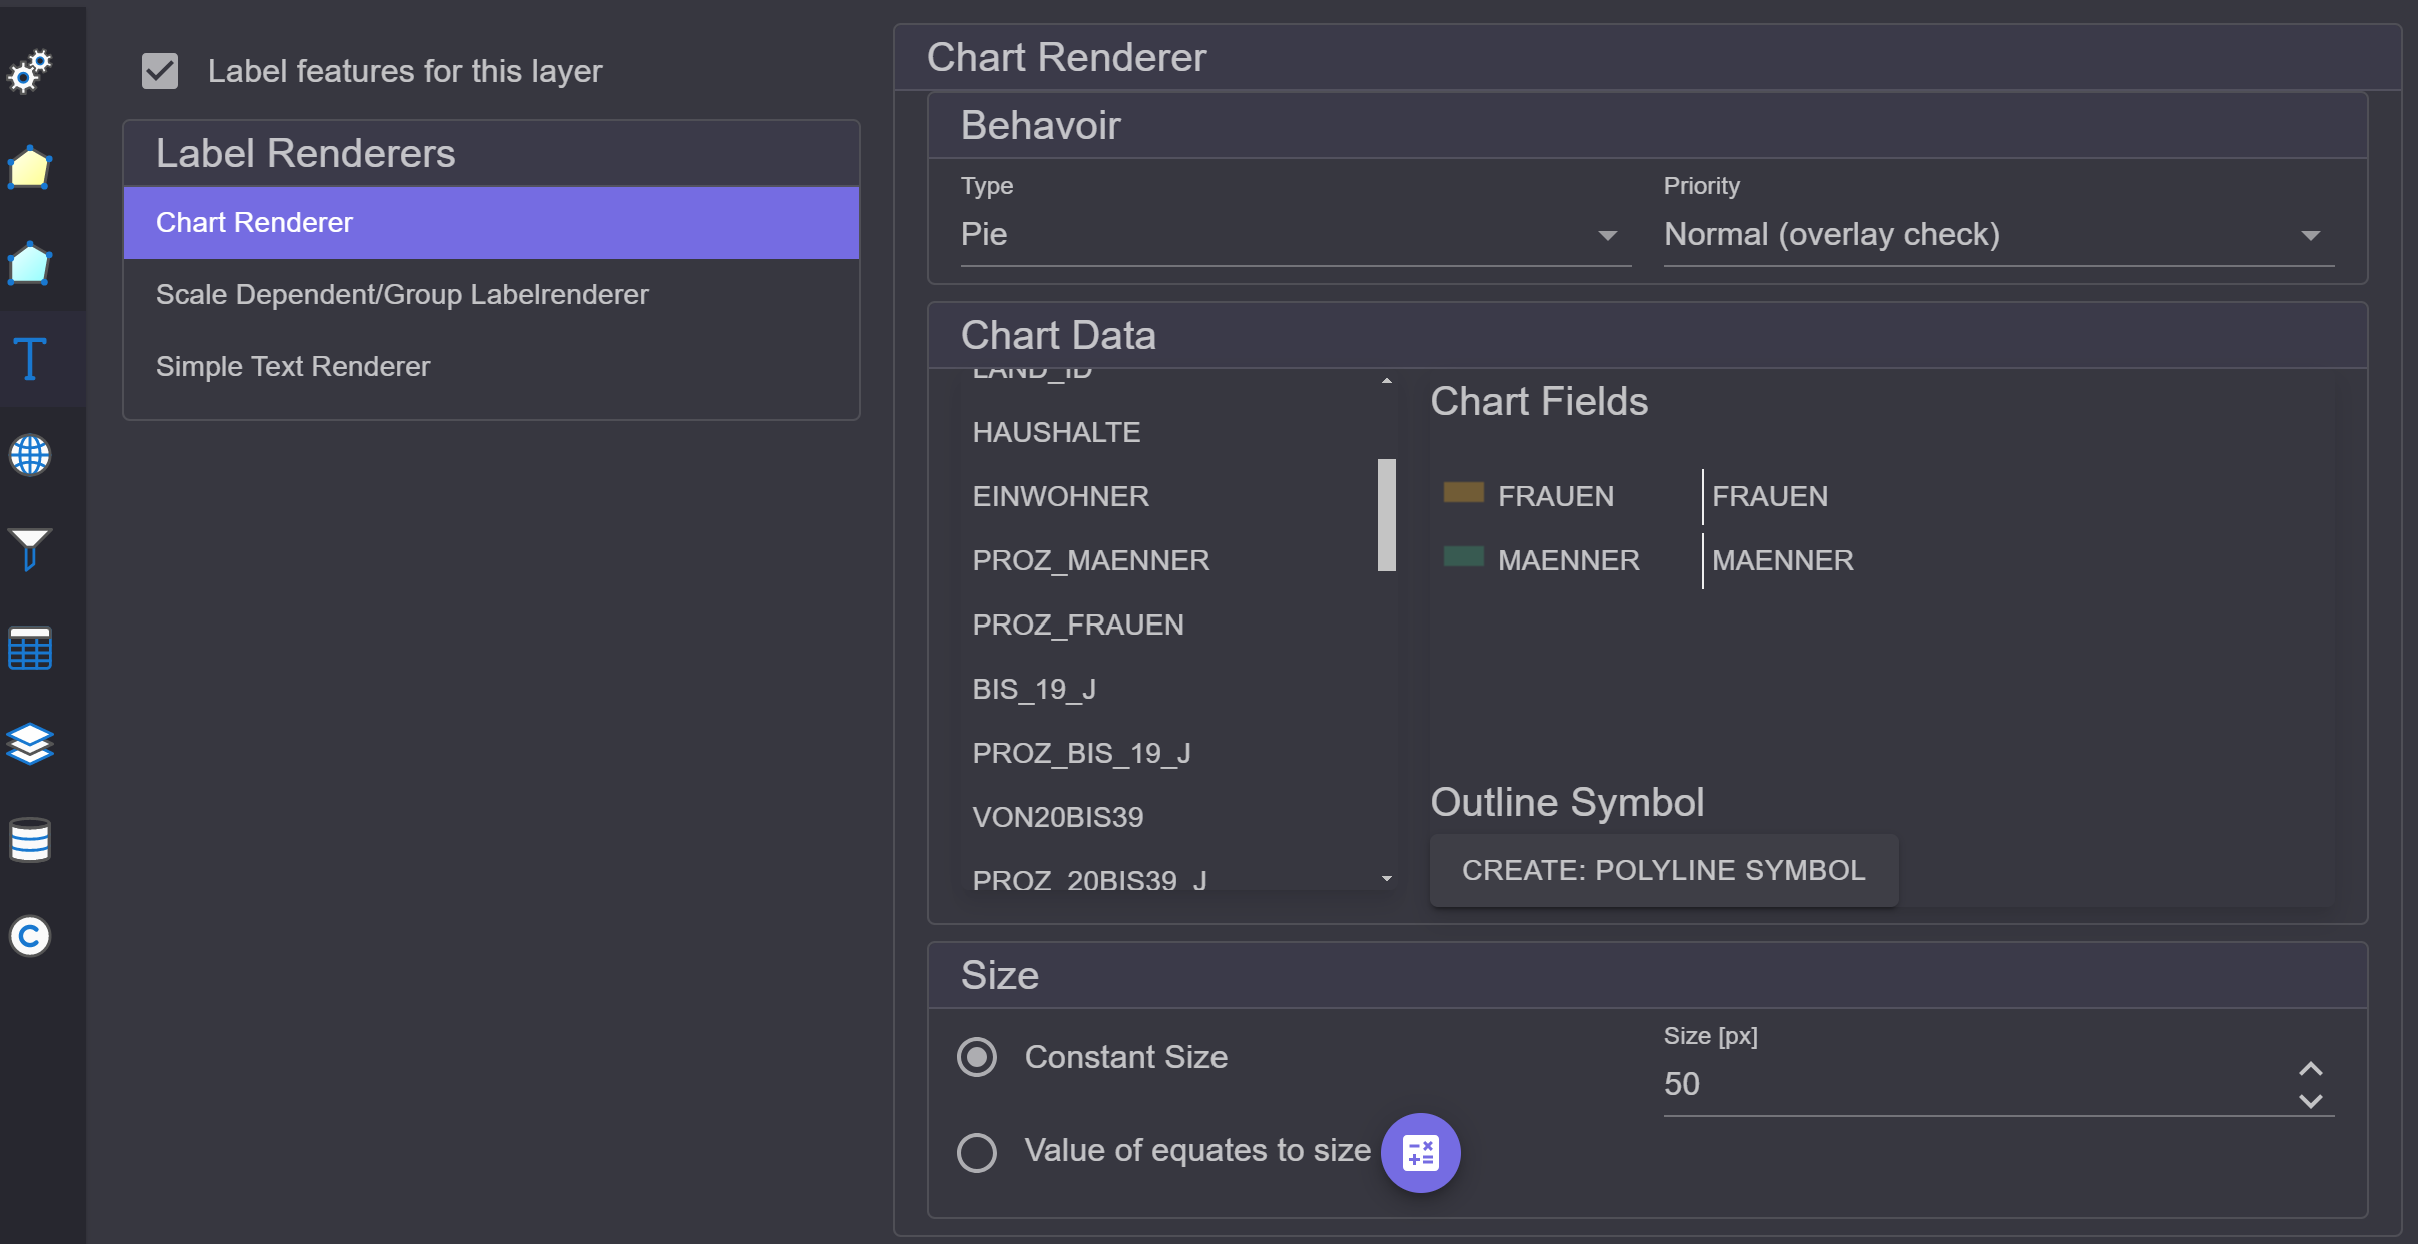 Label features for this layer
Label Renderers
Chart Renderer
Scale Dependent/Group Labelrenderer
Simple Text Renderer
Chart Renderer
Behavoir
Type
Pie
Priority
Normal (overlay check)
Chart Data
LAND_ID
HAUSHALTE
EINWOHNER
PROZ_MAENNER
PROZ_FRAUEN
BIS_19_J
PROZ_BIS_19_J
VON20BIS39
PROZ_20BIS39_J
Chart Fields
FRAUEN FRAUEN
MAENNER MAENNER
Outline Symbol
CREATE: POLYLINE SYMBOL
Size
Constant Size
Size [px]
50
Value of equates to size